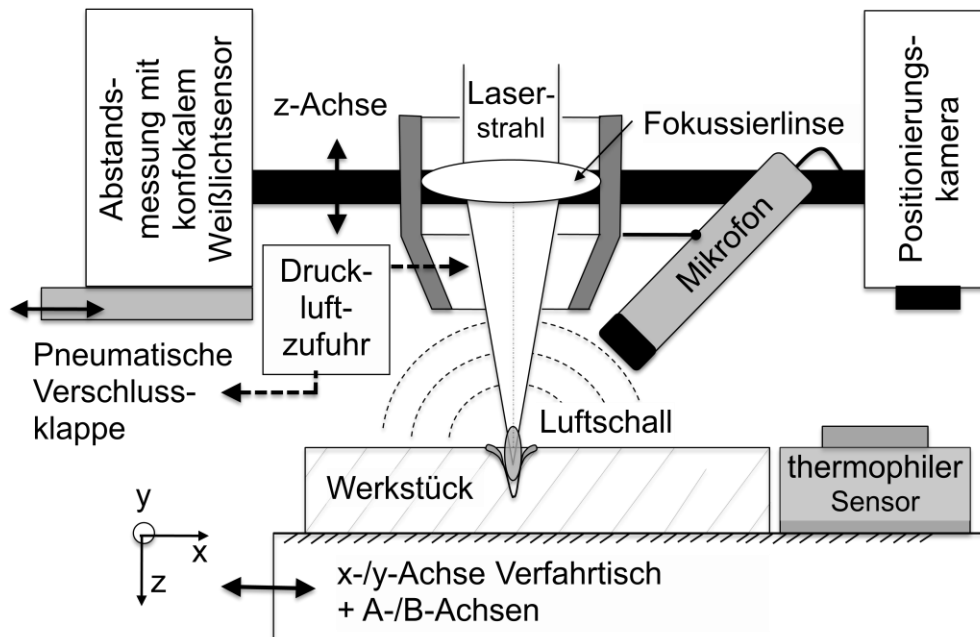 Abstands-
messung mit
konfokalem
Weißlichtsensor
z-Achse
Laser-
strahl
Fokussierlinse
Positionierungs-
kamera
Mikrofon
Druck-
luft-
zufuhr
Pneumatische
Verschluss-
klappe
Luftschall
Werkstück
thermophiler
Sensor
y
x
z
x-/y-Achse Verfahrtisch
+ A-/B-Achsen